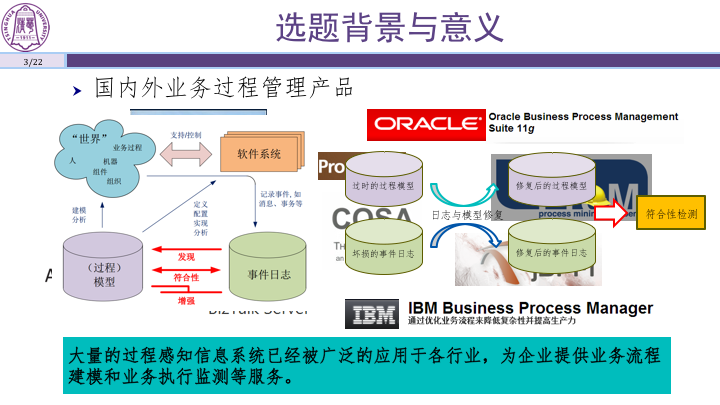 选题背景与意义
3/22
国内外业务过程管理产品
“世界”
业务过程
人
机器
组件
组织
支持/控制
软件系统
建模
分析
定义
配置
实现
分析
记录事件, 如
消息、事务等
(过程)
模型
发现
符合性
增强
事件日志
BizTalk Server
ORACLE
Oracle Business Process Management
Suite 11g
Pro
过时的过程模型
修复后的过程模型
COSA
日志与模型修复
process minin
符合性检测
TH
an
坏损的事件日志
修复后的事件日志
IBM
IBM Business Process Manager
通过优化业务流程来降低复杂性并提高生产力
大量的过程感知信息系统已经被广泛的应用于各行业，为企业提供业务流程
建模和业务执行监测等服务。